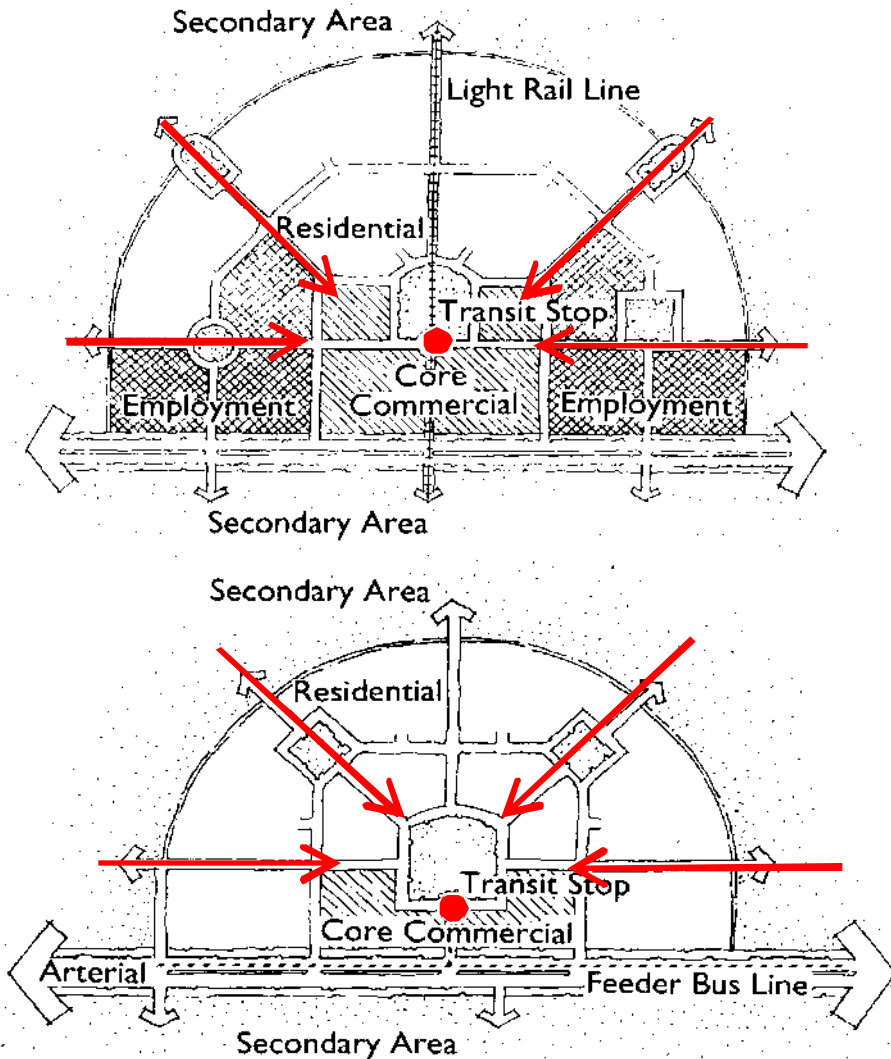 Secondary Area
Light Rail Line
Residential
Transit Stop
Core
Commercial
Employment
Employment
Secondary Area
Secondary Area
Residential
Transit Stop
Core Commercial
Arterial
Feeder Bus Line
Secondary Area